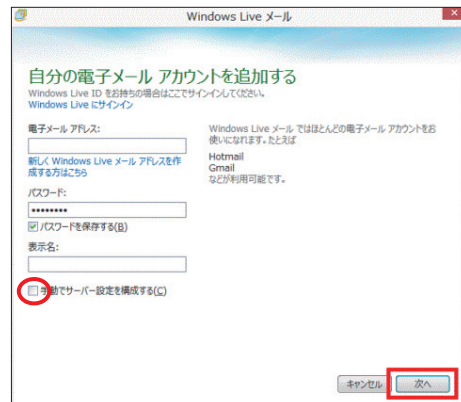 Windows Live メール
自分の電子メール アカウントを追加する
Windows Live ID をお持ちの場合はここでサインインしてください。
Windows Live にサインイン
電子メール アドレス:
新しく Windows Live メール アドレスを作
成する方はこちら
パスワード:
••••••••
パスワードを保存する(B)
表示名:
手動でサーバー設定を構成する(C)
Windows Live メール ではほとんどの電子メール アカウントをお
使いになれます。たとえば
Hotmail
Gmail
などが利用可能です。
キャンセル
次へ